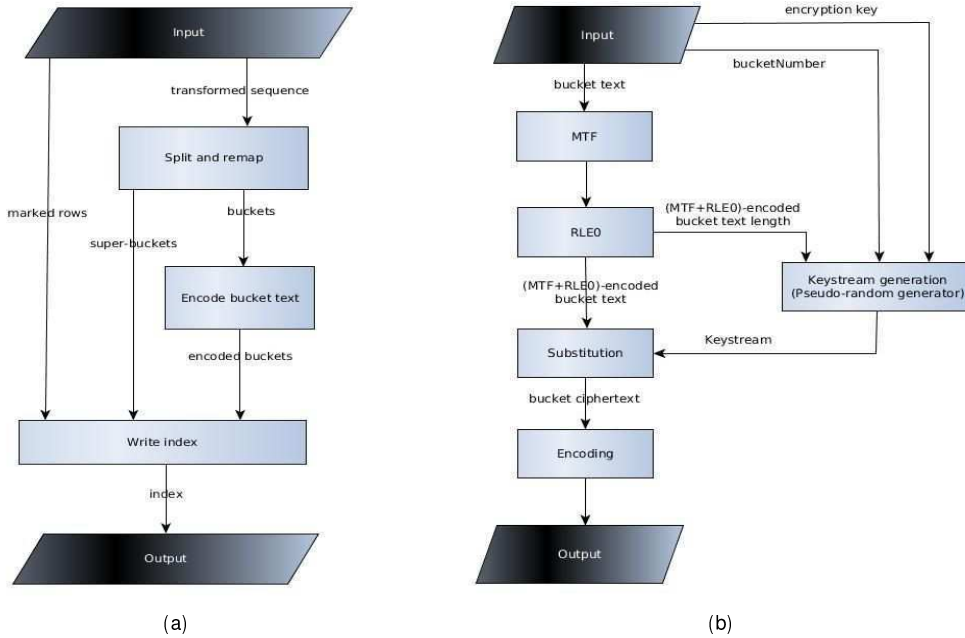 Input
transformed sequence
Split and remap
marked rows
super-buckets
buckets
Encode bucket text
encoded buckets
Write index
index
Output
(a)
Input
encryption key
bucketNumber
bucket text
MTF
RLE0
(MTF+RLE0)-encoded
bucket text length
Keystream generation
(Pseudo-random generator)
(MTF+RLE0)-encoded
bucket text
Substitution
Keystream
bucket ciphertext
Encoding
Output
(b)